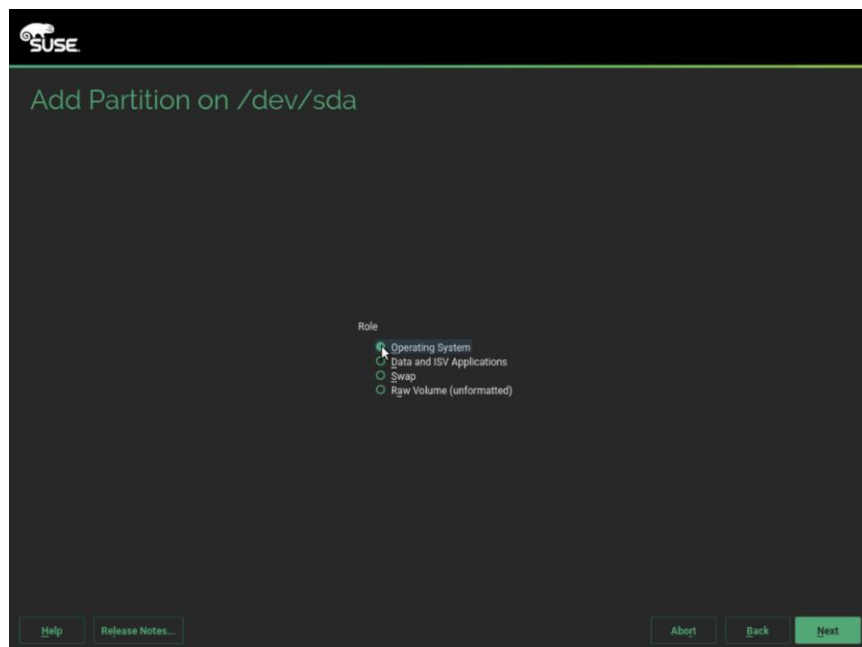 SUSE.
Add Partition on /dev/sda
Role
Operating System
Data and ISV Applications
Swap
Raw Volume (unformatted)
Help
Release Notes...
Abort
Back
Next